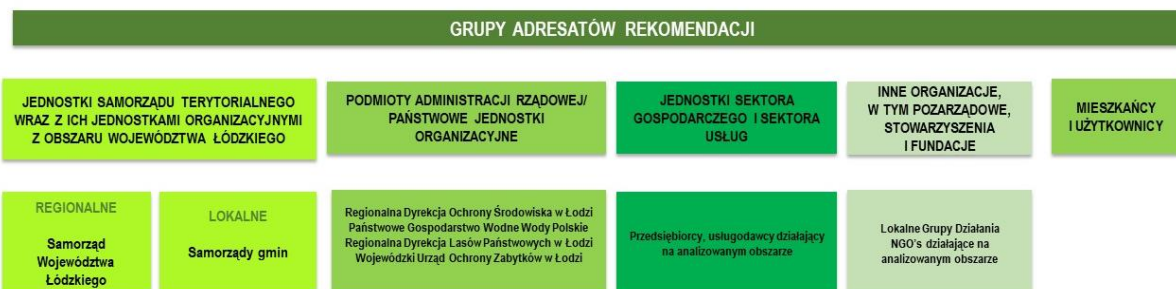 GRUPY ADRESATÓW REKOMENDACJI
JEDNOSTKI SAMORZĄDU TERYTORIALNEGO
WRAZ Z ICH JEDNOSTKAMI ORGANIZACYJNYMI
Z OBSZARU WOJEWÓDZTWA ŁÓDZKIEGO
PODMIOTY ADMINISTRACJI RZĄDOWEJ/
PAŃSTWOWE JEDNOSTKI
ORGANIZACYJNE
JEDNOSTKI SEKTORA
GOSPODARCZEGO I SEKTORA
USŁUG
INNE ORGANIZACJE,
W TYM POZARZĄDOWE,
STOWARZYSZENIA
I FUNDACJE
MIESZKAŃCY
I UŻYTKOWNICY
REGIONALNE
Samorząd
Województwa
Łódzkiego
LOKALNE
Samorządy gmin
Regionalna Dyrekcja Ochrony Środowiska w Łodzi
Państwowe Gospodarstwo Wodne Wody Polskie
Regionalna Dyrekcja Lasów Państwowych w Łodzi
Wojewódzki Urząd Ochrony Zabytków w Łodzi
Przedsiębiorcy, usługodawcy działający
na analizowanym obszarze
Lokalne Grupy Działania
NGO's działające na
analizowanym obszarze